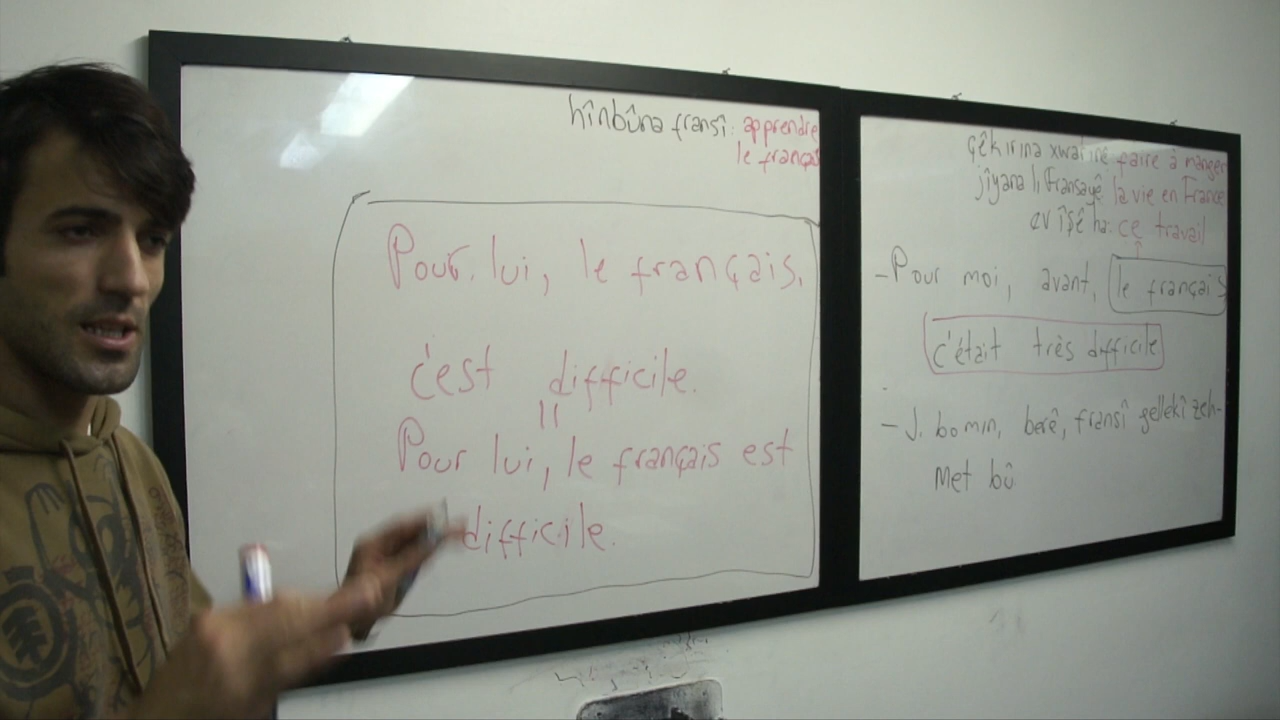 hînbûna fransî: apprendre
le français
Pour lui, le français,
c'est difficile.
=
Pour lui, le français est
difficile.
çêkirina xwarinê faire à manger
jîyana li Fransayê la vie en France
ev îşê ha: ce travail
- Pour moi, avant, le français
c'était très difficile
- J. bo min, berê, fransî gellekî zeh-
met bû